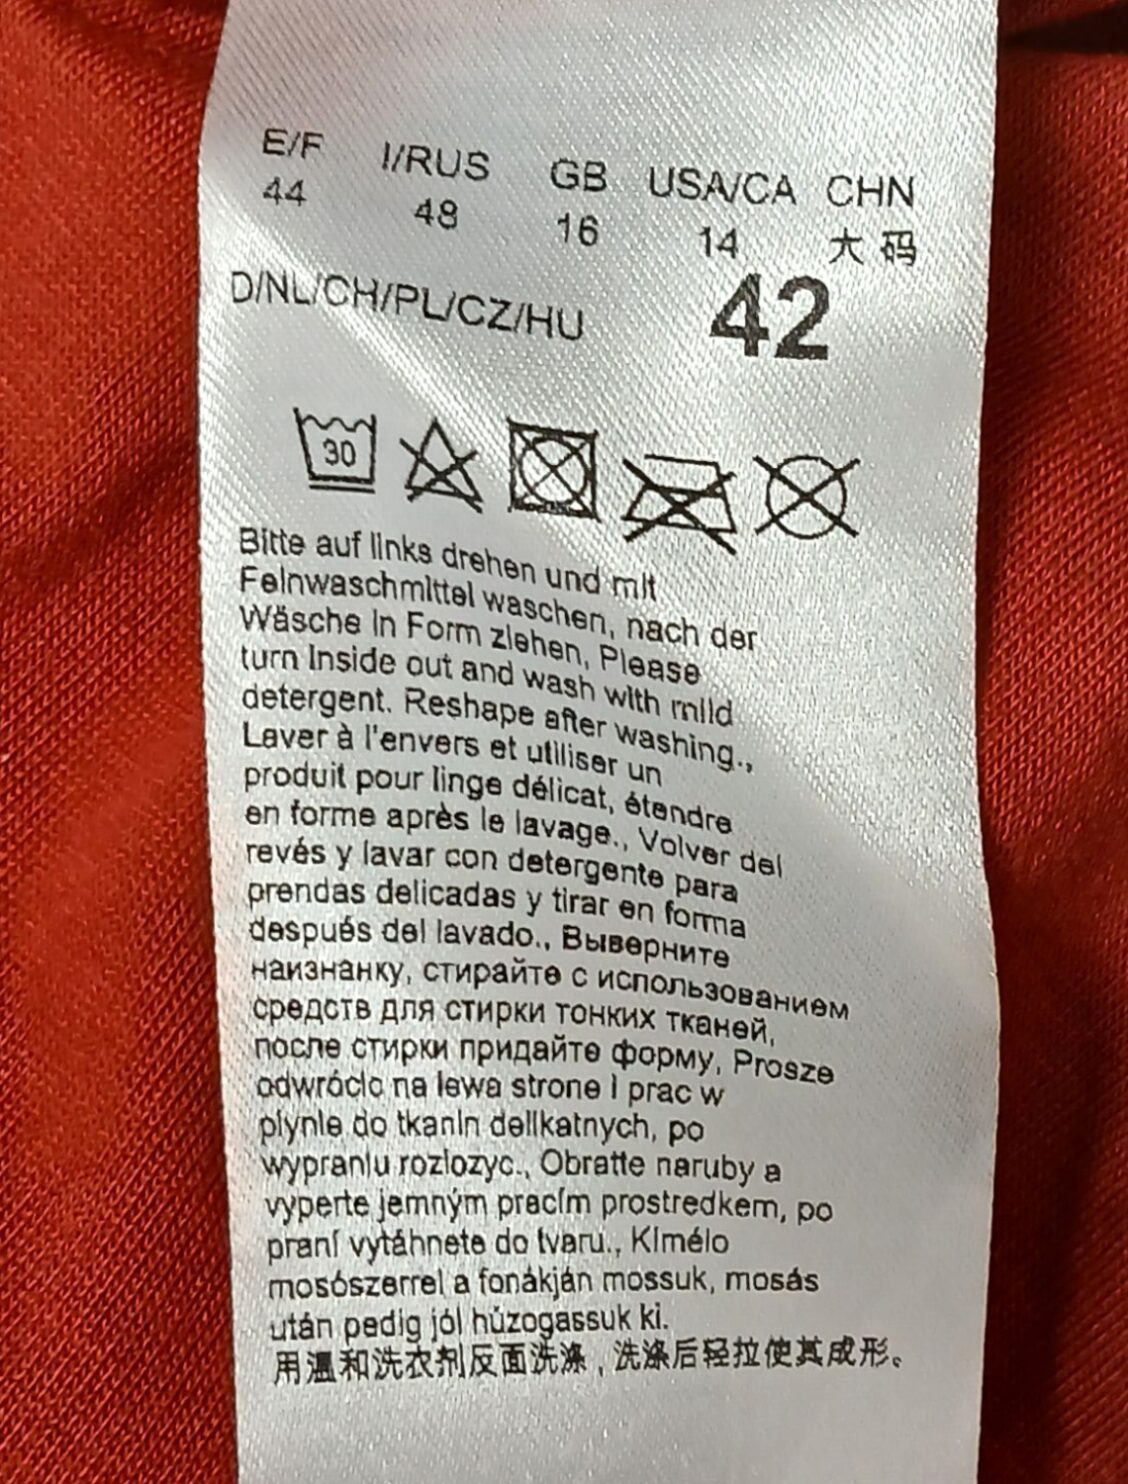 E/F I/RUS GB USA/CA CHN
44 48 16 14 大 码
D/NL/CH/PL/CZ/HU 42
30
Bitte auf links drehen und mit
Feinwaschmittel waschen, nach der
Wäsche in Form ziehen, Please
turn inside out and wash with mild
detergent. Reshape after washing.,
Laver à l'envers et utiliser un
produit pour linge délicat, étendre
en forme après le lavage., Volver del
revés y lavar con detergente para
prendas delicadas y tirar en forma
después del lavado., Выверните
наизнанку, стирайте с использованием
средств для стирки тонких тканей,
после стирки придайте форму, Prosze
odwrócic na lewa strone i prac w
plynie do tkanin delikatnych, po
wypraniu rozlozyc., Obratte naruby a
vyperte jemným pracím prostredkem, po
praní vytáhnete do tvaru., Kímélo
mosószerrel a fonákján mossuk, mosás
után pedig jól húzogassuk ki.
用温和洗衣剂反面洗涤，洗涤后轻拉使其成形。